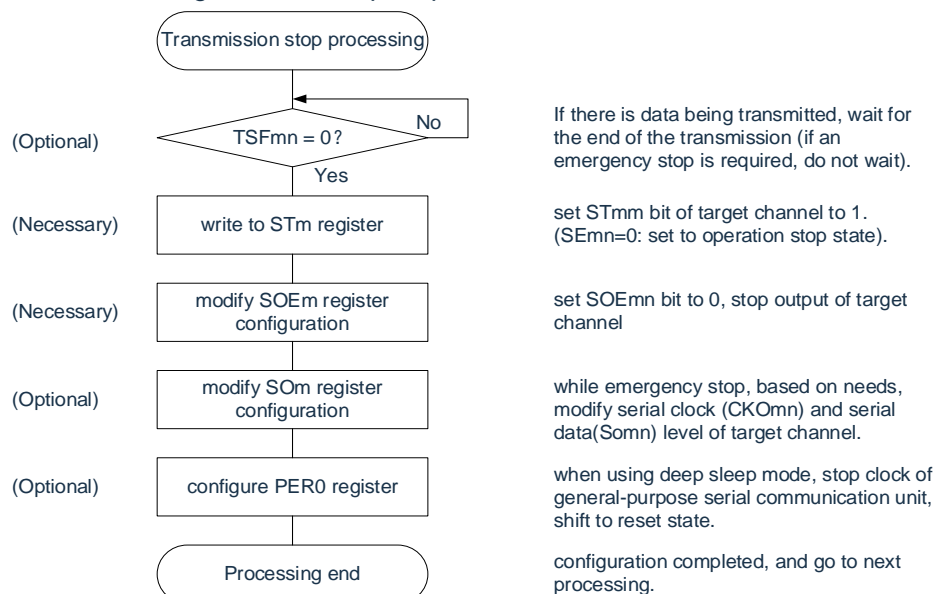 Transmission stop processing
(Optional)
TSFmn = 0?
No
Yes
If there is data being transmitted, wait for
the end of the transmission (if an
emergency stop is required, do not wait).
(Necessary)
write to STm register
set STmm bit of target channel to 1.
(SEmn=0: set to operation stop state).
(Necessary)
modify SOEm register
configuration
set SOEmn bit to 0, stop output of target
channel
(Optional)
modify SOm register
configuration
while emergency stop, based on needs,
modify serial clock (CKOmn) and serial
data(Somn) level of target channel.
(Optional)
configure PER0 register
when using deep sleep mode, stop clock of
general-purpose serial communication unit,
shift to reset state.
Processing end
configuration completed, and go to next
processing.